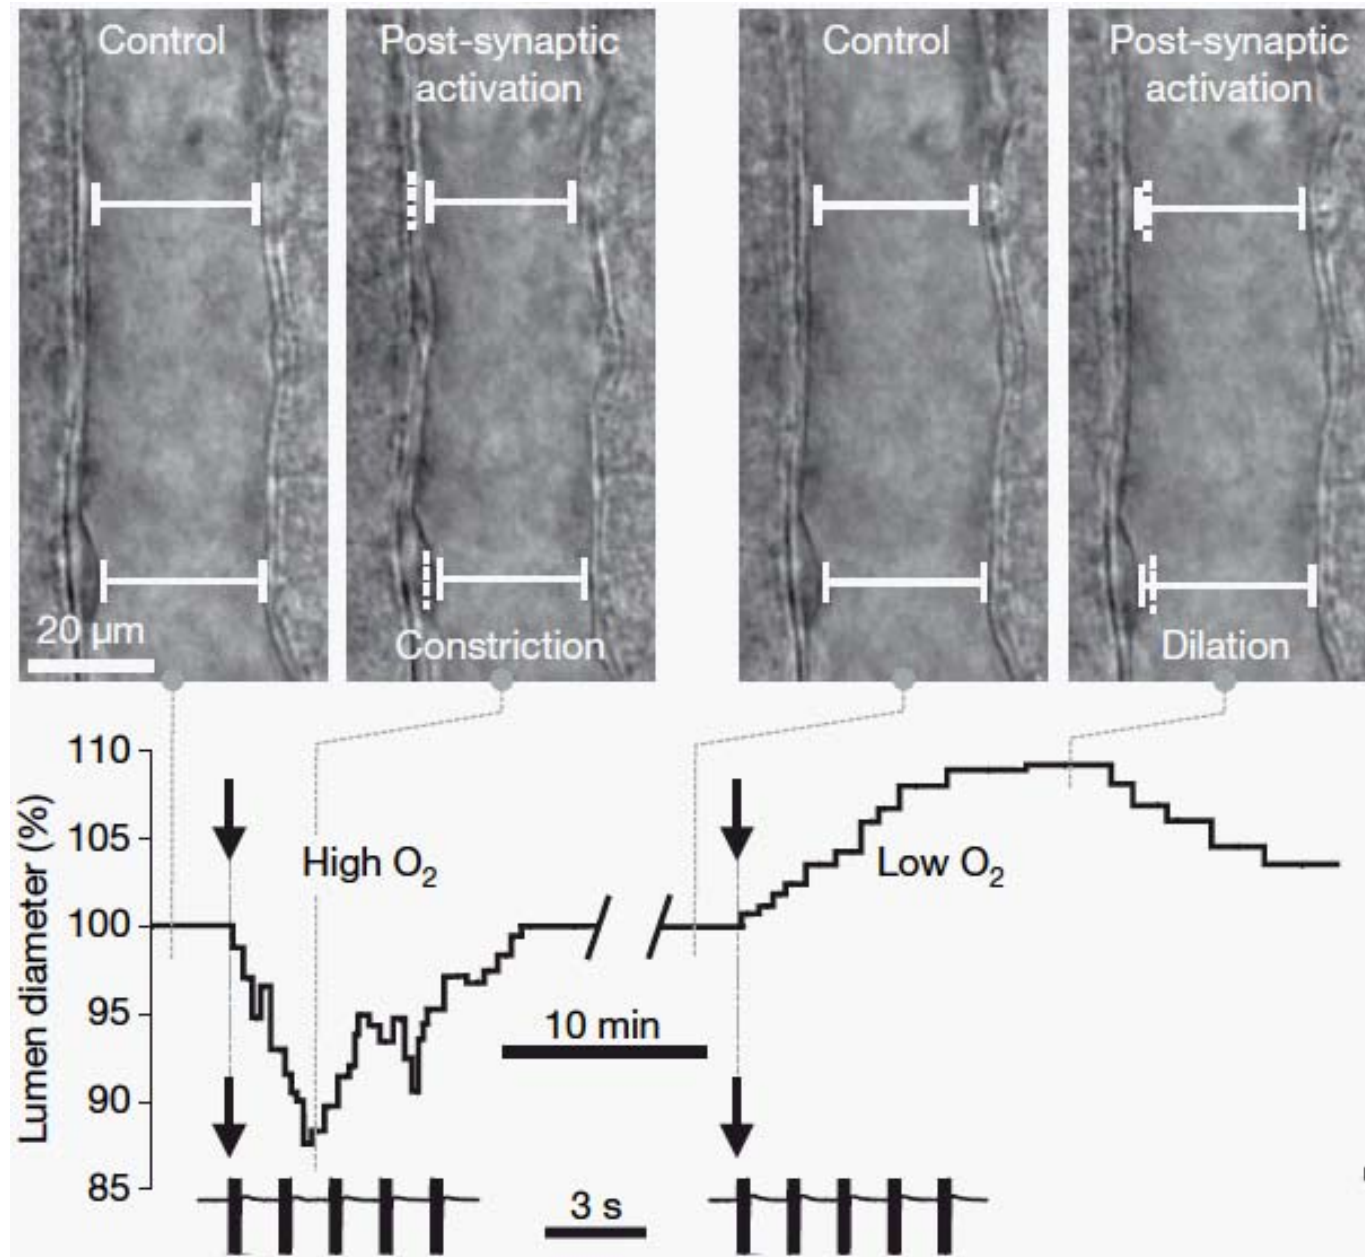 Control
Post-synaptic
activation
Control
Post-synaptic
activation
20 µm
Constriction
Dilation
Lumen diameter (%)
110
105
100
95
90
85
High O₂
Low O₂
10 min
3 s